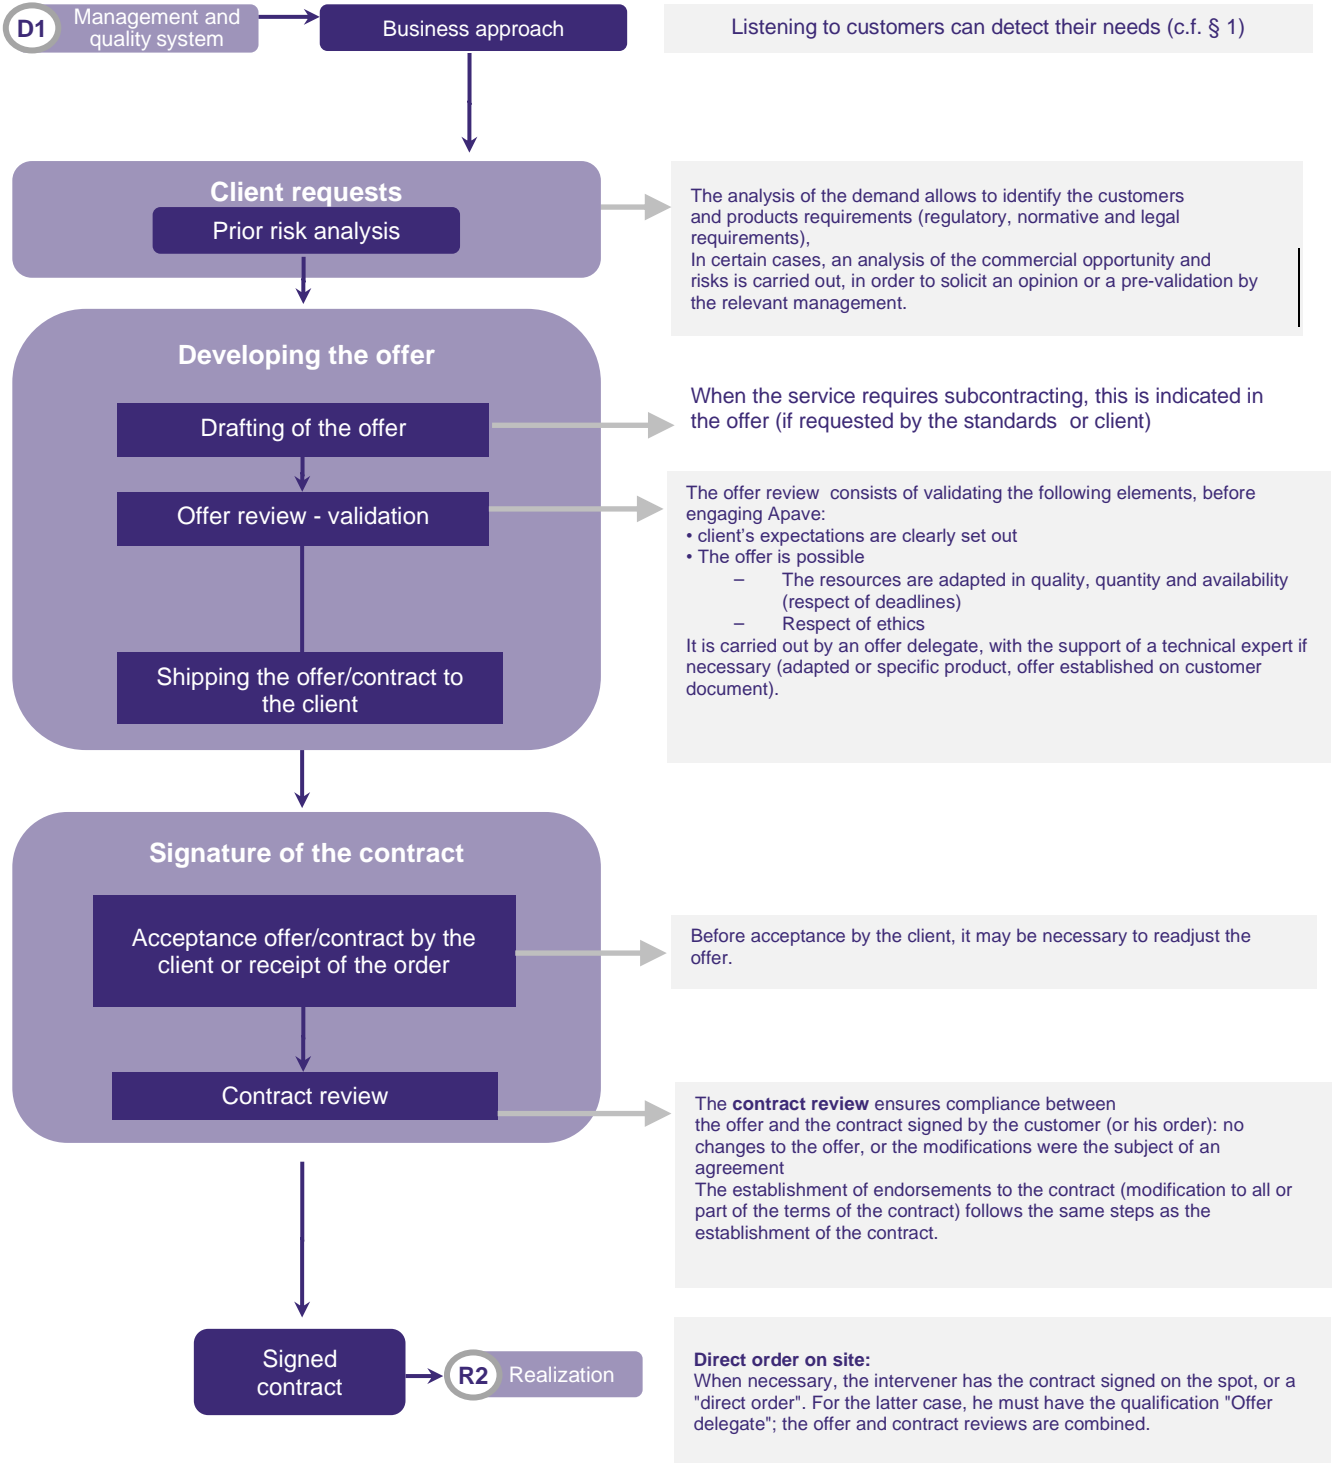 D1
Management and
quality system
Business approach
Listening to customers can detect their needs (c.f. § 1)
Client requests
Prior risk analysis
The analysis of the demand allows to identify the customers
and products requirements (regulatory, normative and legal
requirements),
In certain cases, an analysis of the commercial opportunity and
risks is carried out, in order to solicit an opinion or a pre-validation by
the relevant management.
Developing the offer
Drafting of the offer
When the service requires subcontracting, this is indicated in
the offer (if requested by the standards  or client)
Offer review - validation
The offer review  consists of validating the following elements, before
engaging Apave:
• client's expectations are clearly set out
• The offer is possible
– The resources are adapted in quality, quantity and availability
(respect of deadlines)
– Respect of ethics
It is carried out by an offer delegate, with the support of a technical expert if
necessary (adapted or specific product, offer established on customer
document).
Shipping the offer/contract to
the client
Signature of the contract
Acceptance offer/contract by the
client or receipt of the order
Before acceptance by the client, it may be necessary to readjust the
offer.
Contract review
The contract review ensures compliance between
the offer and the contract signed by the customer (or his order): no
changes to the offer, or the modifications were the subject of an
agreement
The establishment of endorsements to the contract (modification to all or
part of the terms of the contract) follows the same steps as the
establishment of the contract.
Signed
contract
R2
Realization
Direct order on site:
When necessary, the intervener has the contract signed on the spot, or a
"direct order". For the latter case, he must have the qualification "Offer
delegate"; the offer and contract reviews are combined.